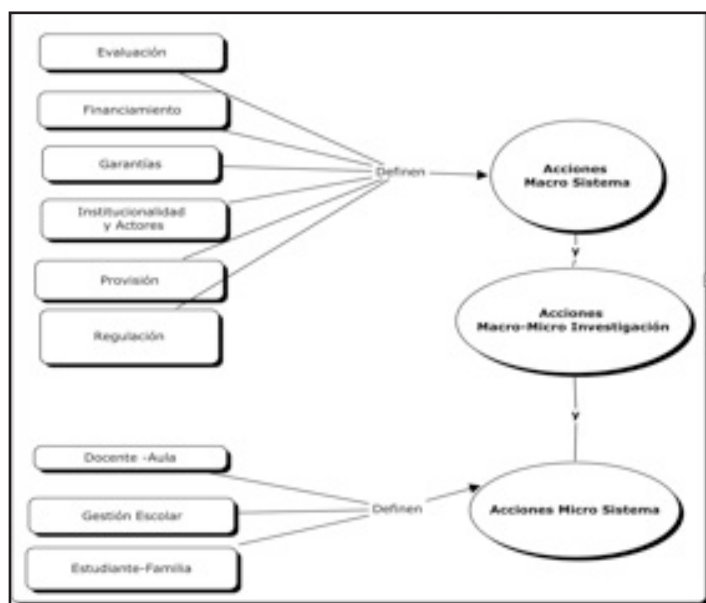 Evaluación
Financiamiento
Garantías
Institucionalidad
y Actores
Provisión
Regulación
Definen
Acciones
Macro Sistema
y
Acciones
Macro-Micro Investigación
y
Docente -Aula
Gestión Escolar
Estudiante-Familia
Definen
Acciones Micro Sistema